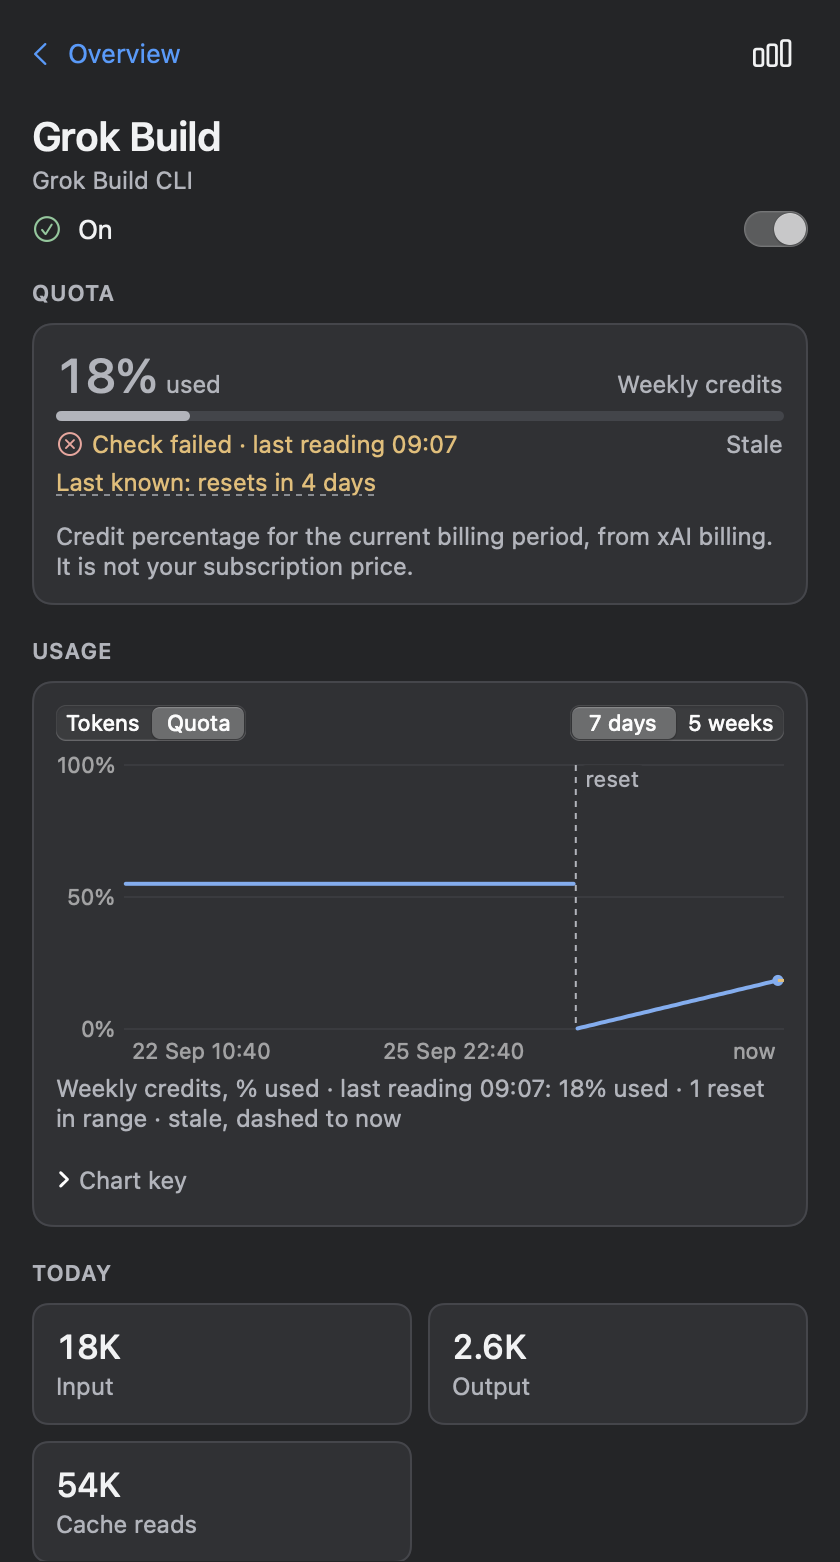 Overview
Grok Build
Grok Build CLI
On
QUOTA
18% used
Weekly credits
Check failed · last reading 09:07
Stale
Last known: resets in 4 days
Credit percentage for the current billing period, from xAI billing.
It is not your subscription price.
USAGE
Tokens Quota
7 days 5 weeks
100%
reset
50%
0%
22 Sep 10:40
25 Sep 22:40
now
Weekly credits, % used · last reading 09:07: 18% used · 1 reset
in range · stale, dashed to now
Chart key
TODAY
18K
Input
2.6K
Output
54K
Cache reads